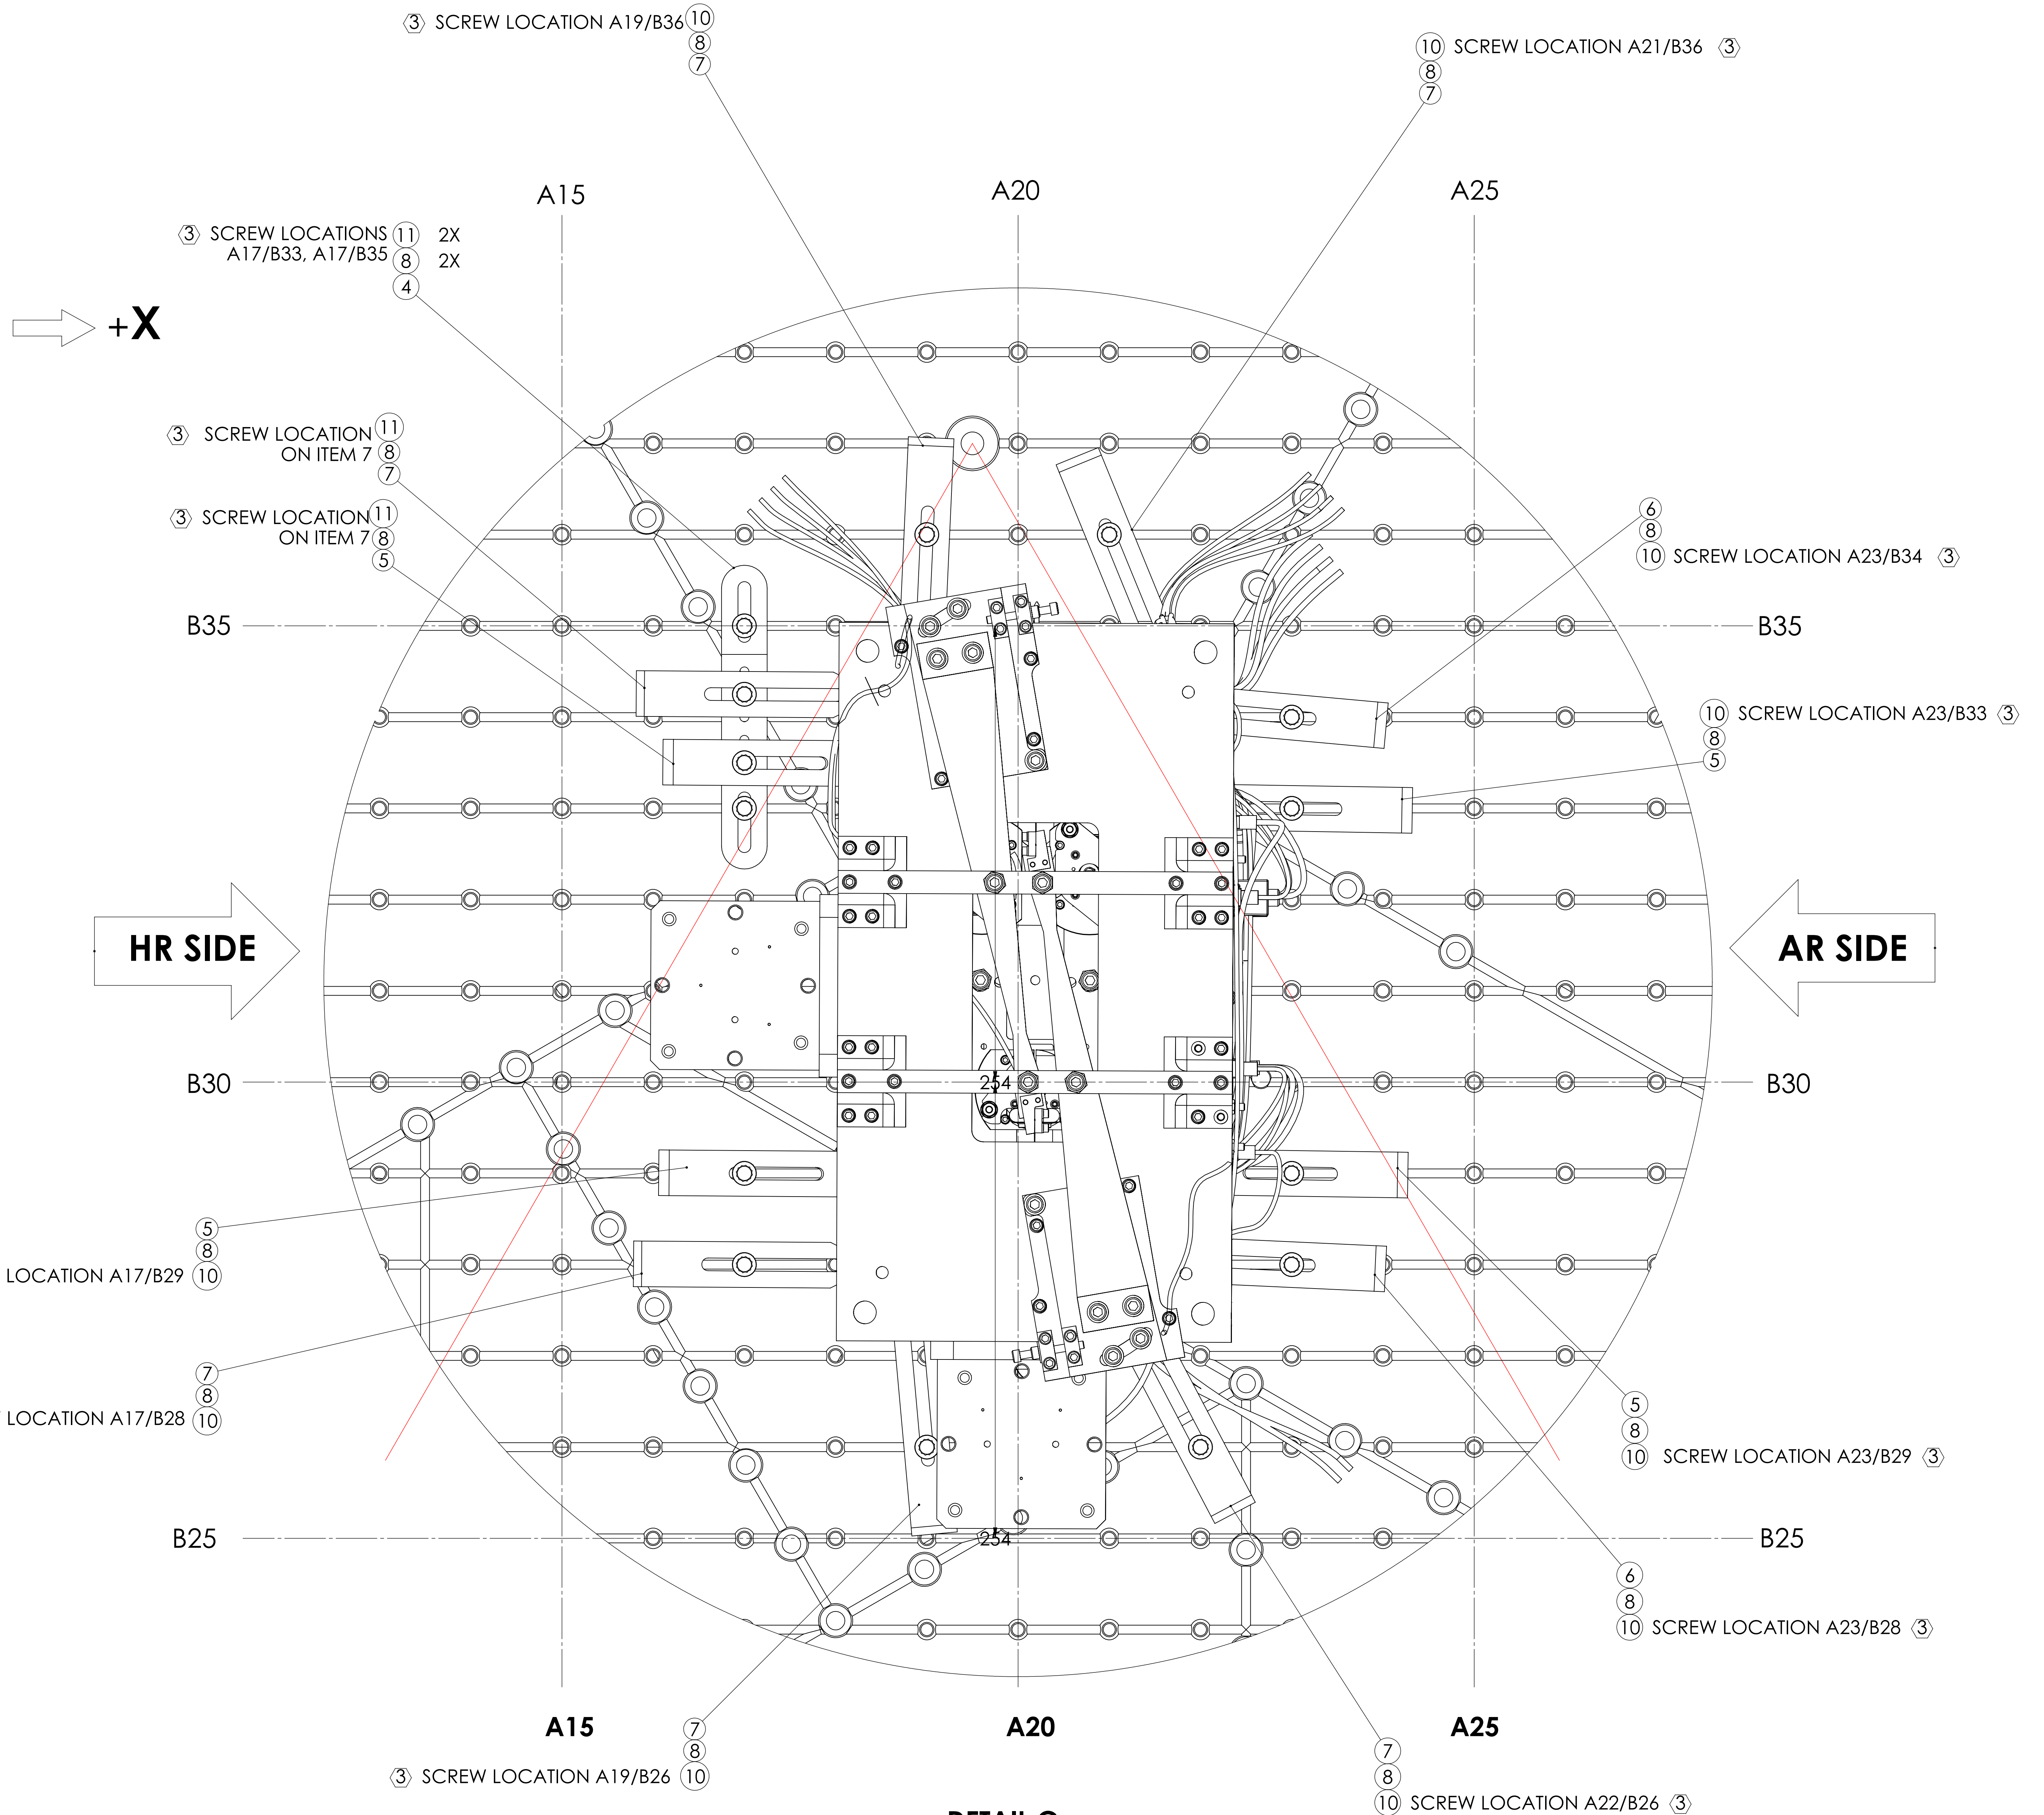 3 SCREW LOCATION A19/B36 10
8
7
10 SCREW LOCATION A21/B36 3
8
7
A15
A20
A25
3 SCREW LOCATIONS 11 2X
A17/B33, A17/B35 8 2X
4
+X
3 SCREW LOCATION 11
ON ITEM 7 8
7
3 SCREW LOCATION 11
ON ITEM 7 8
5
6
8
10 SCREW LOCATION A23/B34 3
B35
B35
10 SCREW LOCATION A23/B33 3
8
5
HR SIDE
AR SIDE
B30
254
B30
5
8
LOCATION A17/B29 10
7
8
LOCATION A17/B28 10
5
8
10 SCREW LOCATION A23/B29 3
B25
254
B25
6
8
10 SCREW LOCATION A23/B28 3
A15
A20
A25
7
8
3 SCREW LOCATION A19/B26 10
7
8
10 SCREW LOCATION A22/B26 3
DETAIL